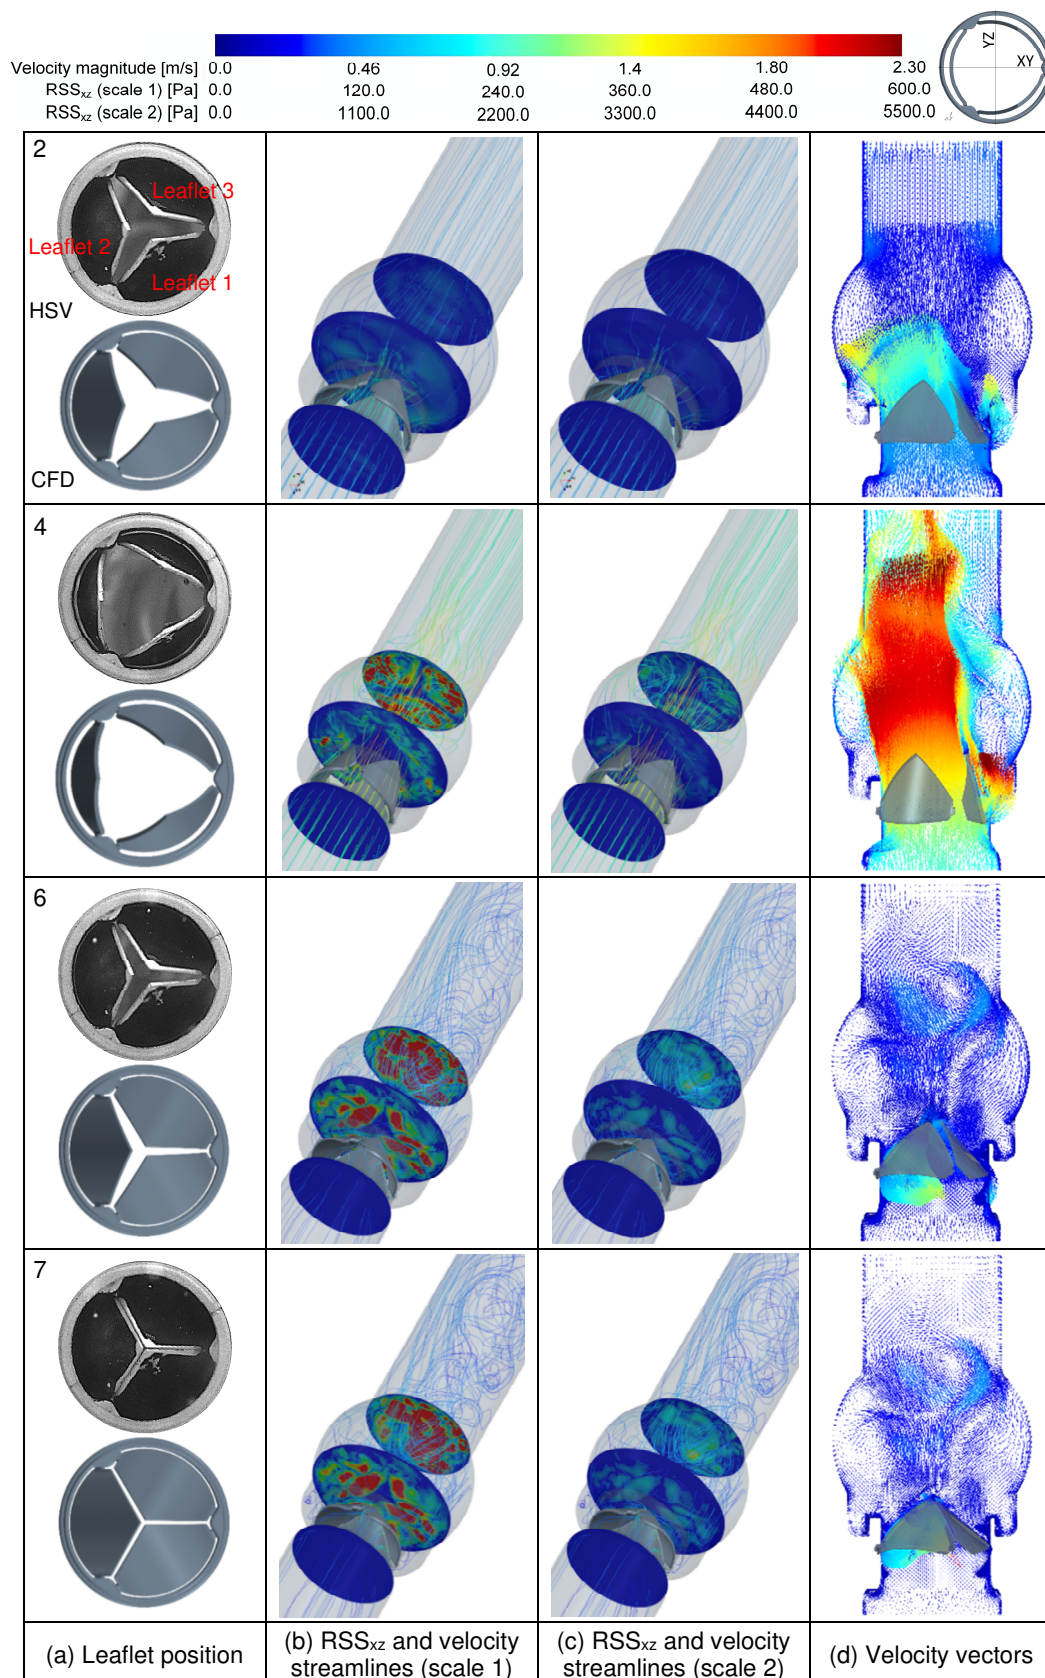 Velocity magnitude [m/s] 0.0 0.46 0.92 1.4 1.80 2.30
RSSxz (scale 1) [Pa] 0.0 120.0 240.0 360.0 480.0 600.0
RSSxz (scale 2) [Pa] 0.0 1100.0 2200.0 3300.0 4400.0 5500.0
YZ
XY
2
Leaflet 3
Leaflet 2
Leaflet 1
HSV
CFD
4
6
7
(a) Leaflet position
(b) RSSxz and velocity
streamlines (scale 1)
(c) RSSxz and velocity
streamlines (scale 2)
(d) Velocity vectors